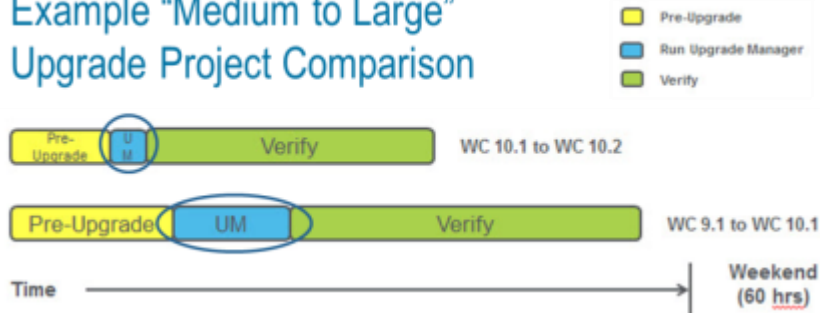 Example “Medium to Large”
Upgrade Project Comparison
Pre-Upgrade
Run Upgrade Manager
Verify
Pre-
Upgrade
U
M
Verify
WC 10.1 to WC 10.2
Pre-Upgrade
UM
Verify
WC 9.1 to WC 10.1
Time
Weekend
(60 hrs)